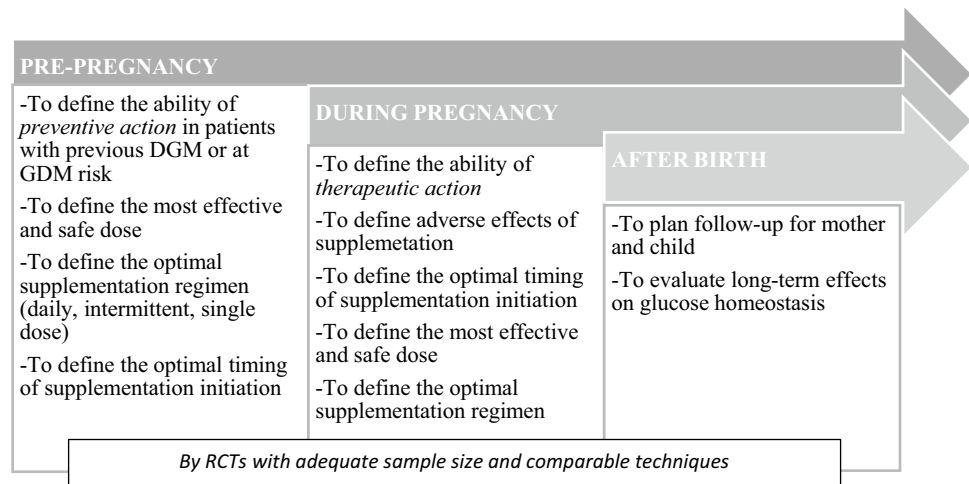 PRE-PREGNANCY
-To define the ability of
preventive action in patients
with previous DGM or at
GDM risk
-To define the most effective
and safe dose
-To define the optimal
supplementation regimen
(daily, intermittent, single
dose)
-To define the optimal timing
of supplementation initiation
DURING PREGNANCY
-To define the ability of
therapeutic action
-To define adverse effects of
supplemetation
-To define the optimal timing
of supplementation initiation
-To define the most effective
and safe dose
-To define the optimal
supplementation regimen
AFTER BIRTH
-To plan follow-up for mother
and child
-To evaluate long-term effects
on glucose homeostasis
By RCTs with adequate sample size and comparable techniques